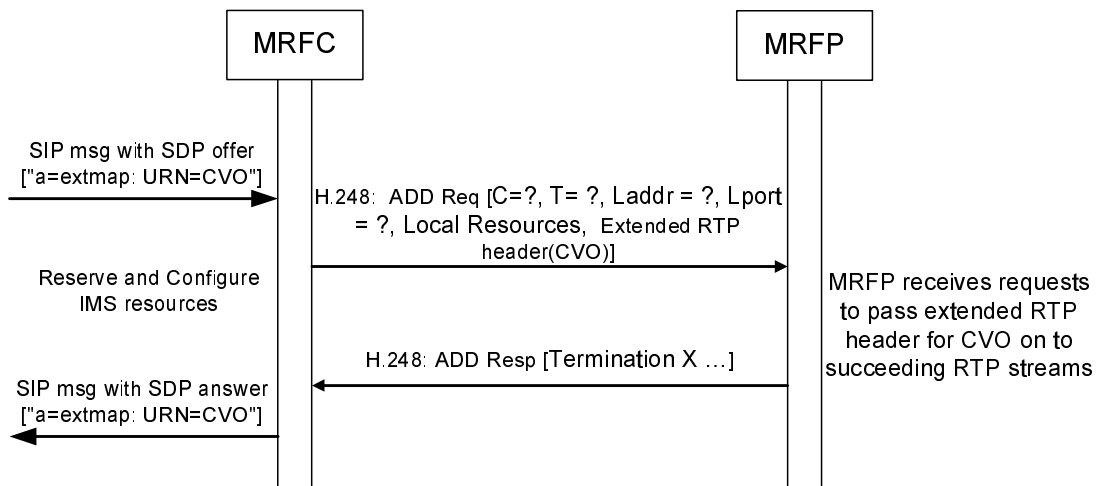 MRFC
MRFP
SIP msg with SDP offer
["a=extmap: URN=CVO"]
H.248: ADD Req [C=?, T= ?, Laddr = ?, Lport
= ?, Local Resources, Extended RTP
header(CVO)]
Reserve and Configure
IMS resources
MRFP receives requests
to pass extended RTP
header for CVO on to
succeeding RTP streams
H.248: ADD Resp [Termination X ...]
SIP msg with SDP answer
["a=extmap: URN=CVO"]